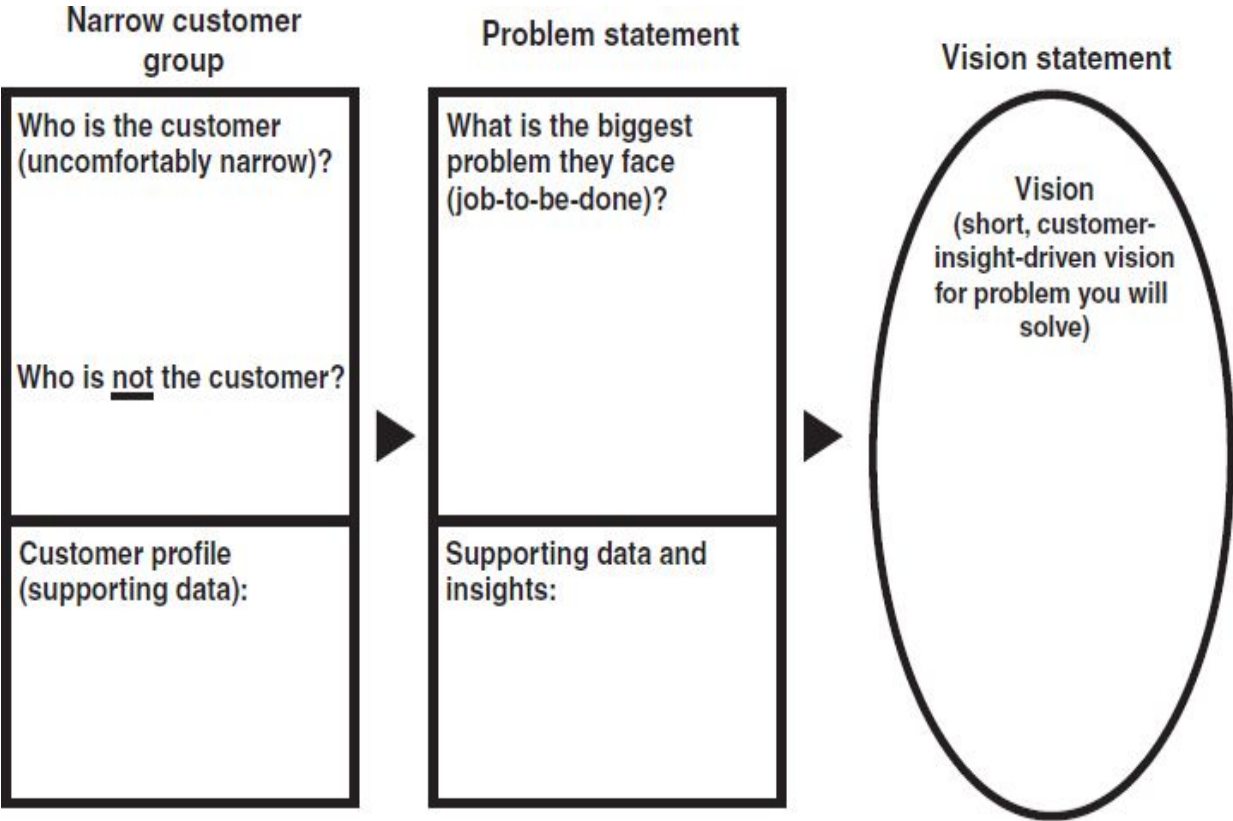 Narrow customer
group
Who is the customer
(uncomfortably narrow)?
Who is not the customer?
Customer profile
(supporting data):
Problem statement
What is the biggest
problem they face
(job-to-be-done)?
Supporting data and
insights:
Vision statement
Vision
(short, customer-
insight-driven vision
for problem you will
solve)